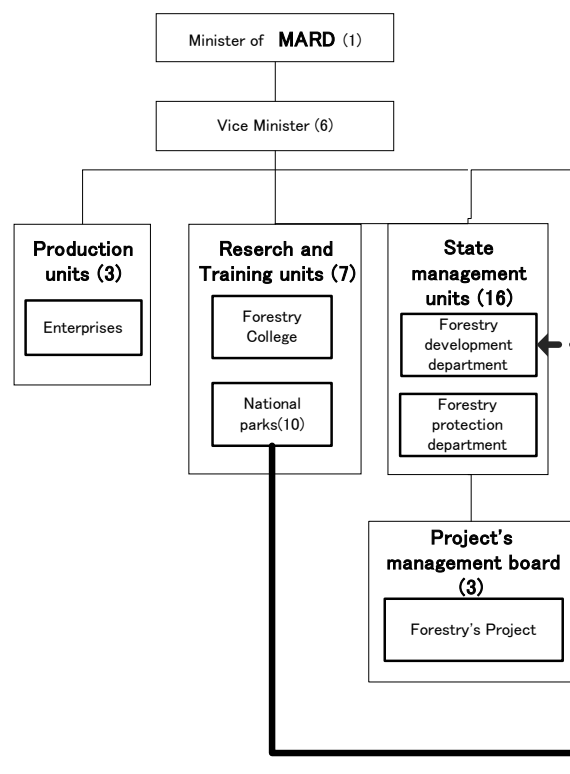 Minister of MARD (1)
Vice Minister (6)
Production
units (3)
Enterprises
Reserch and
Training units (7)
Forestry
College
National
parks(10)
State
management
units (16)
Forestry
development
department
Forestry
protection
department
Project's
management board
(3)
Forestry's Project